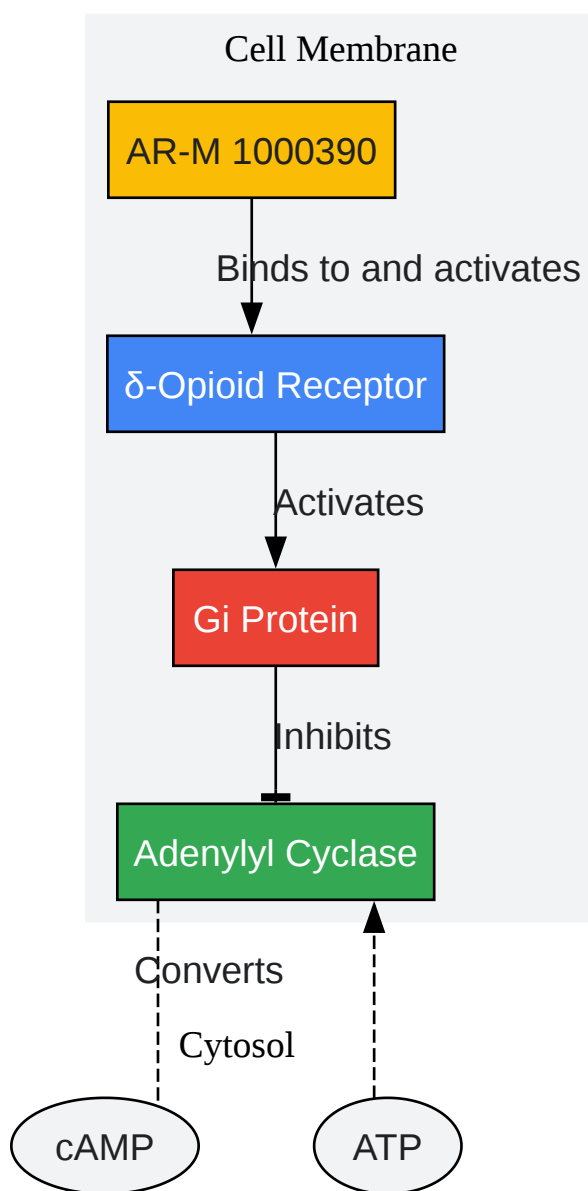 Cell Membrane
AR-M 1000390
Binds to and activates
δ-Opioid Receptor
Activates
Gi Protein
Inhibits
Adenylyl Cyclase
Converts
Cytosol
cAMP
ATP